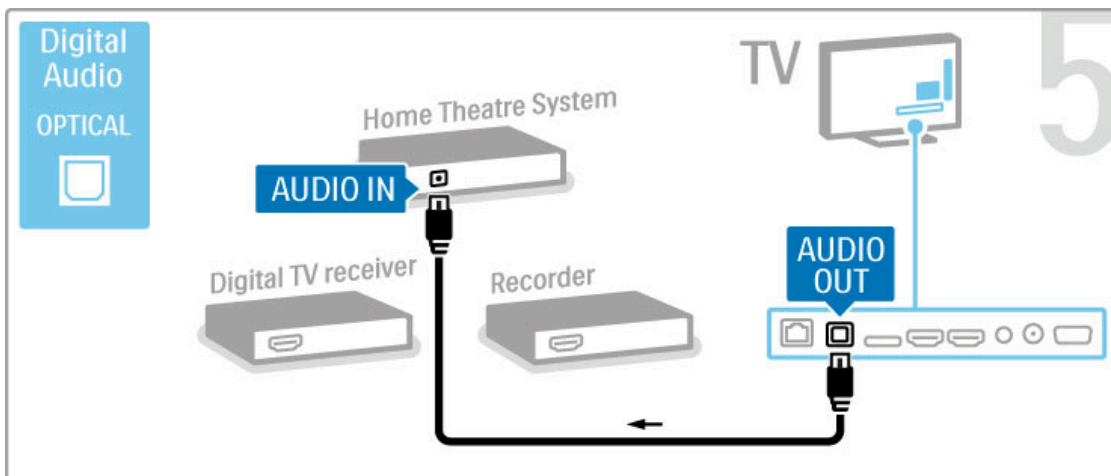 Digital
Audio
OPTICAL
TV
5
Home Theatre System
AUDIO IN
Digital TV receiver
Recorder
AUDIO
OUT